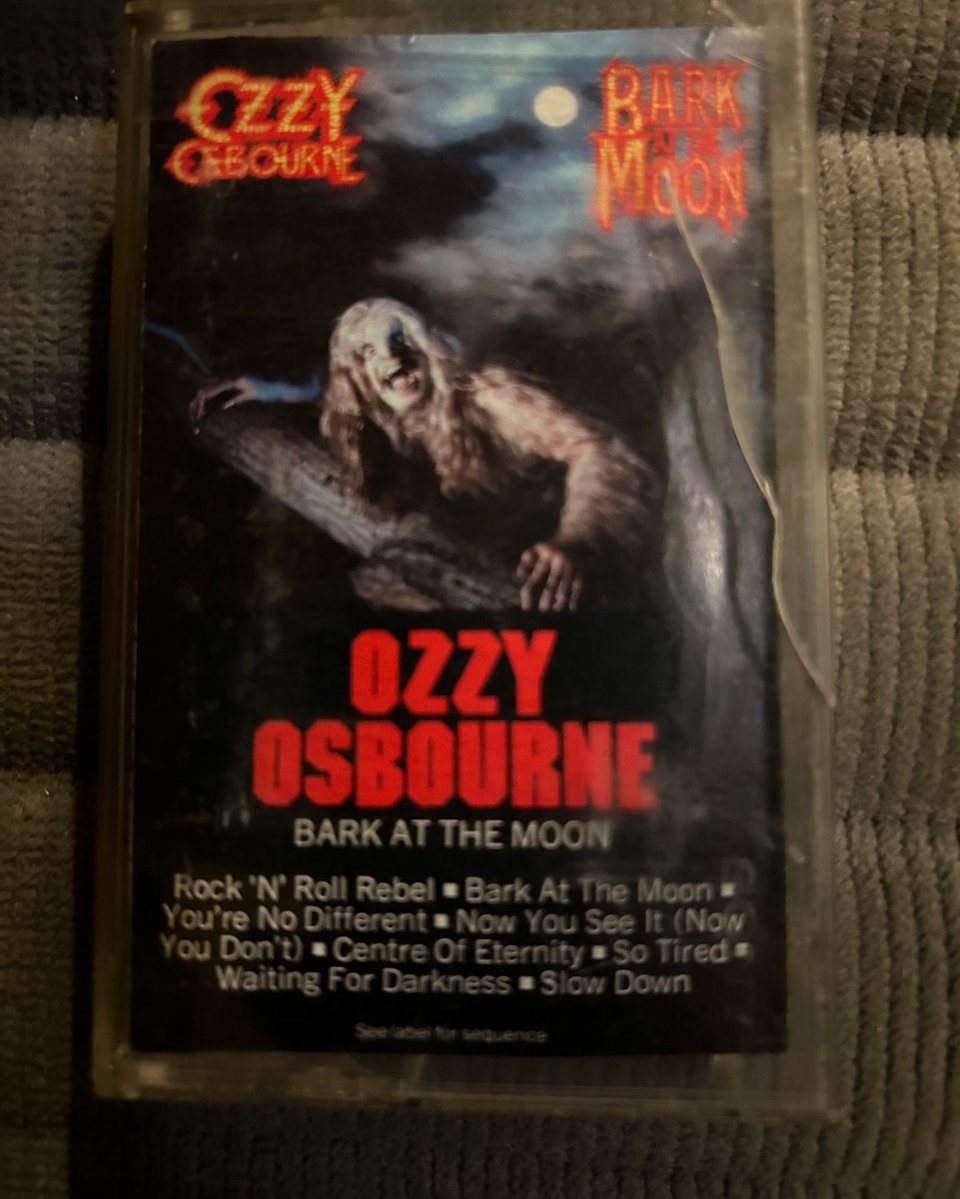 OZZY
OSBOURNE
BARK
AT THE
MOON
OZZY
OSBOURNE
BARK AT THE MOON
Rock 'N' Roll Rebel ▪ Bark At The Moon ▪
You're No Different ▪ Now You See It (Now
You Don't) ▪ Centre Of Eternity ▪ So Tired ▪
Waiting For Darkness ▪ Slow Down
See label for sequence